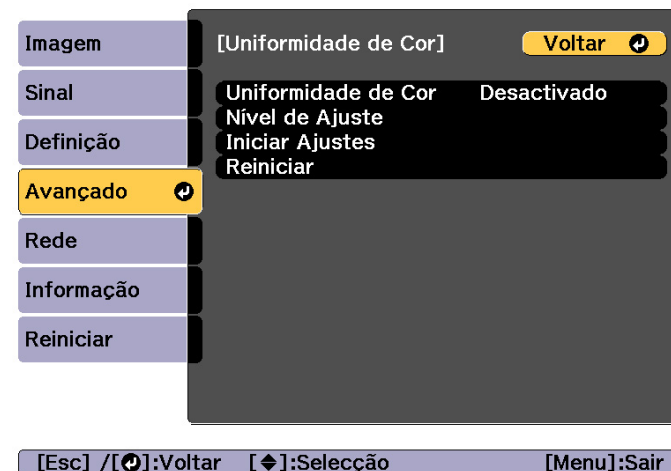 Imagem
Sinal
Definição
Avançado
Rede
Informação
Reiniciar
[Uniformidade de Cor] Voltar
Uniformidade de Cor Desactivado
Nível de Ajuste
Iniciar Ajustes
Reiniciar
[Esc] /[↵]:Voltar [◆]:Selecção [Menu]:Sair